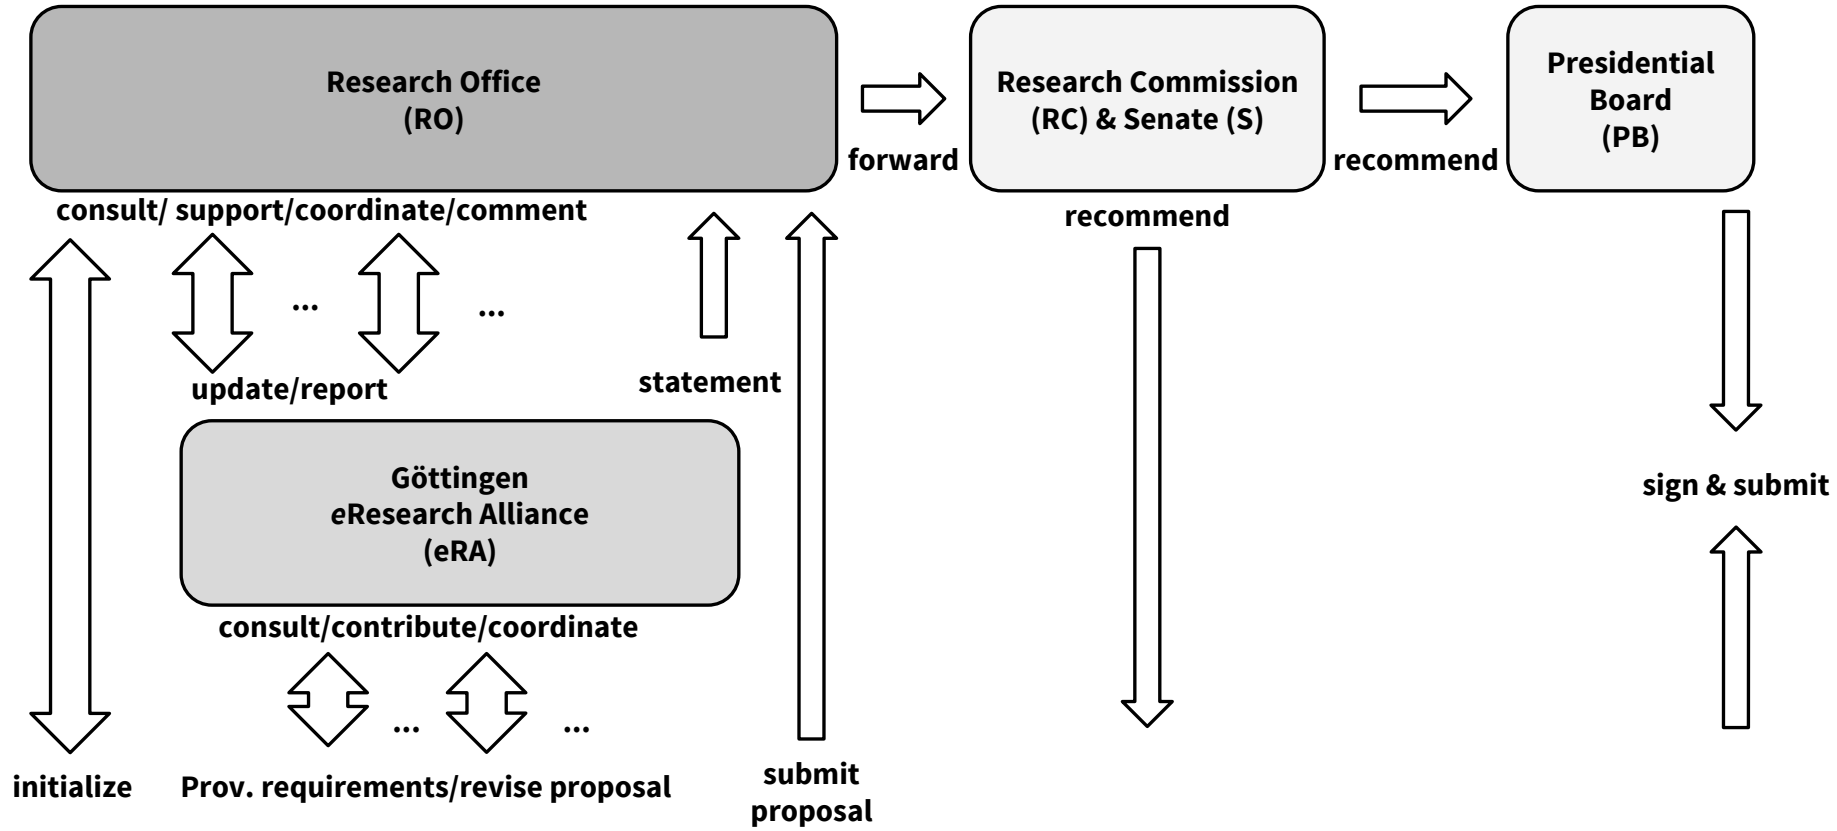 Research Office
(RO)
forward
Research Commission
(RC) & Senate (S)
recommend
Presidential
Board
(PB)
consult/ support/coordinate/comment
recommend
...
...
update/report
statement
Göttingen
eResearch Alliance
(eRA)
sign & submit
consult/contribute/coordinate
...
...
initialize
Prov. requirements/revise proposal
submit
proposal